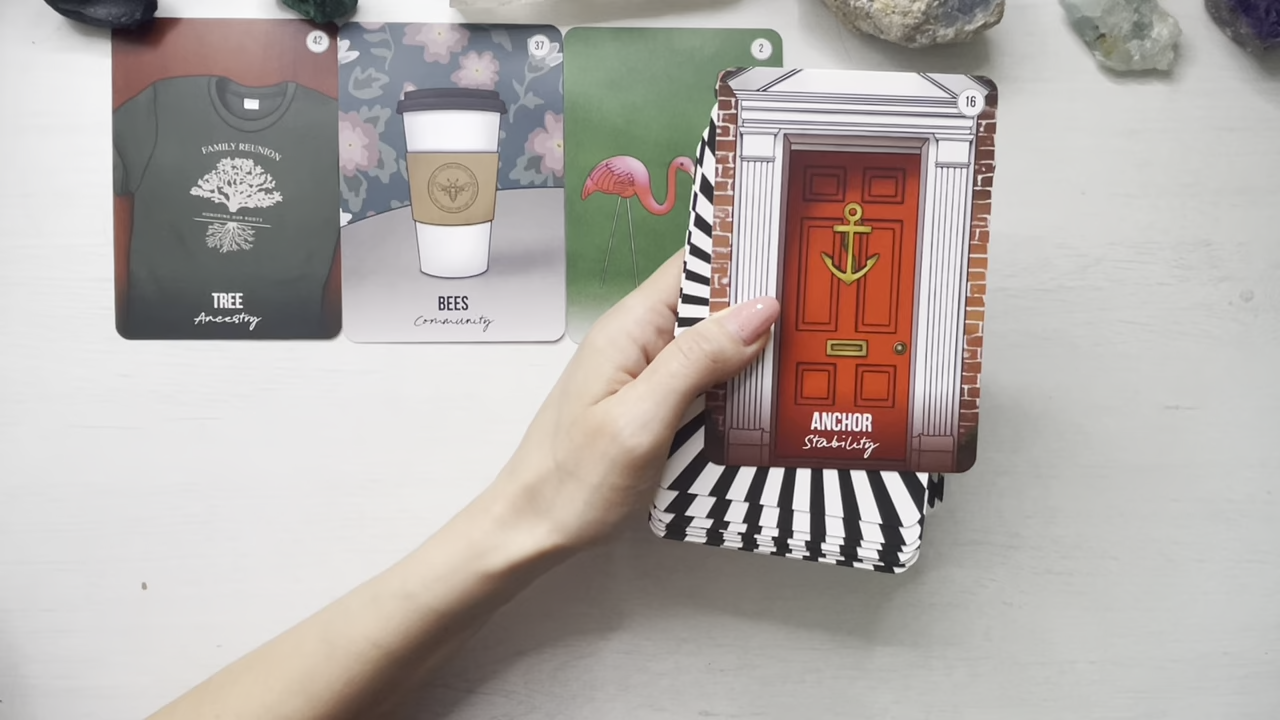 42
FAMILY REUNION
HONORING OUR ROOTS
TREE
Ancestry
37
BEES
Community
2
16
ANCHOR
Stability